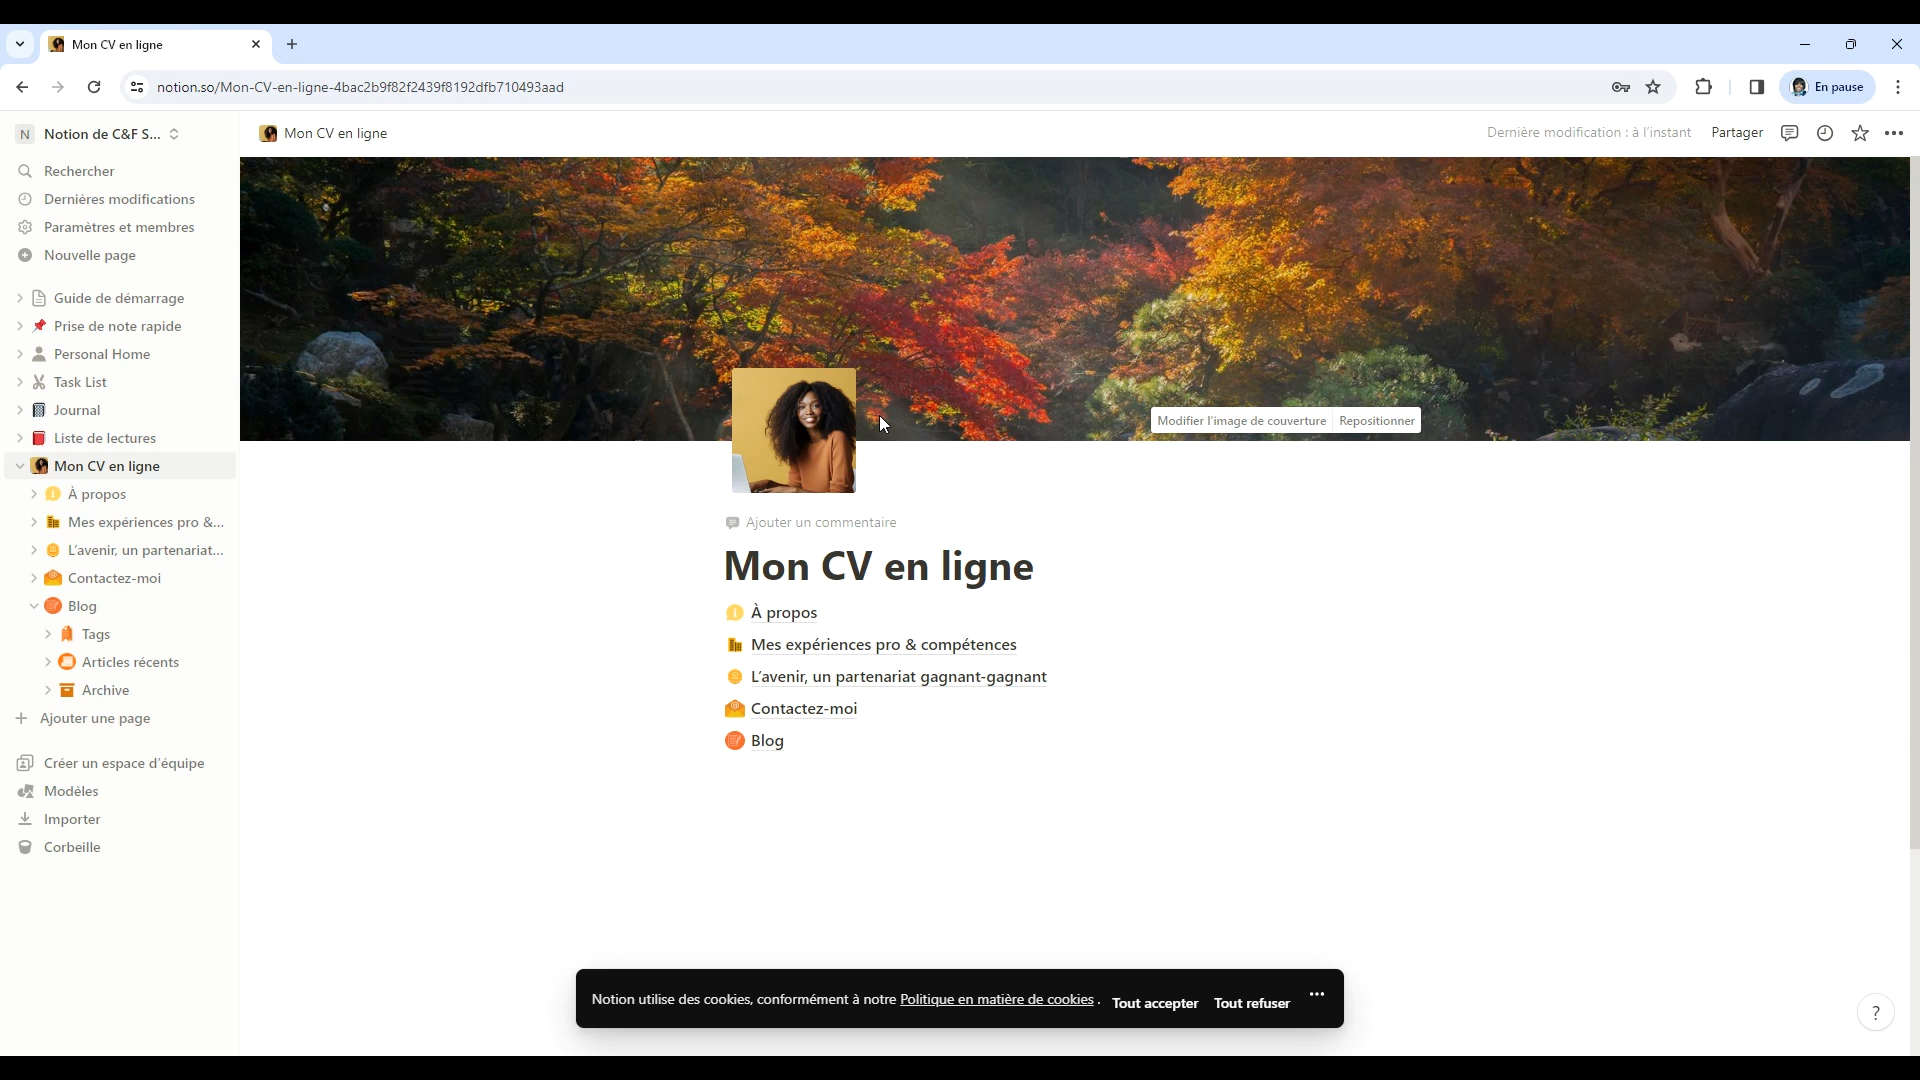 Mon CV en ligne
notion.so/Mon-CV-en-ligne-4bac2b9f82f2439f8192dfb710493aad
En pause
N Notion de C&F S...
Mon CV en ligne
Dernière modification : à l'instant
Partager
Rechercher
Dernières modifications
Paramètres et membres
Nouvelle page
Guide de démarrage
Prise de note rapide
Personal Home
Task List
Journal
Liste de lectures
Mon CV en ligne
À propos
Mes expériences pro &...
L'avenir, un partenariat...
Contactez-moi
Blog
Tags
Articles récents
Archive
Ajouter une page
Créer un espace d'équipe
Modèles
Importer
Corbeille
Modifier l'image de couverture
Repositionner
Ajouter un commentaire
Mon CV en ligne
À propos
Mes expériences pro & compétences
L'avenir, un partenariat gagnant-gagnant
Contactez-moi
Blog
Notion utilise des cookies, conformément à notre Politique en matière de cookies . Tout accepter Tout refuser
?